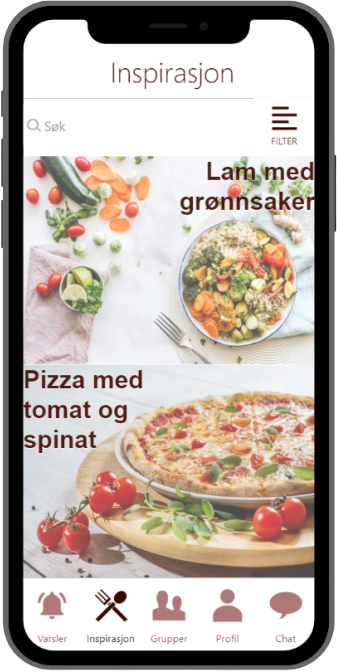 Inspirasjon
Søk
FILTER
Lam med
grønnsaker
Pizza med
tomat og
spinat
Varsler
Inspirasjon
Grupper
Profil
Chat